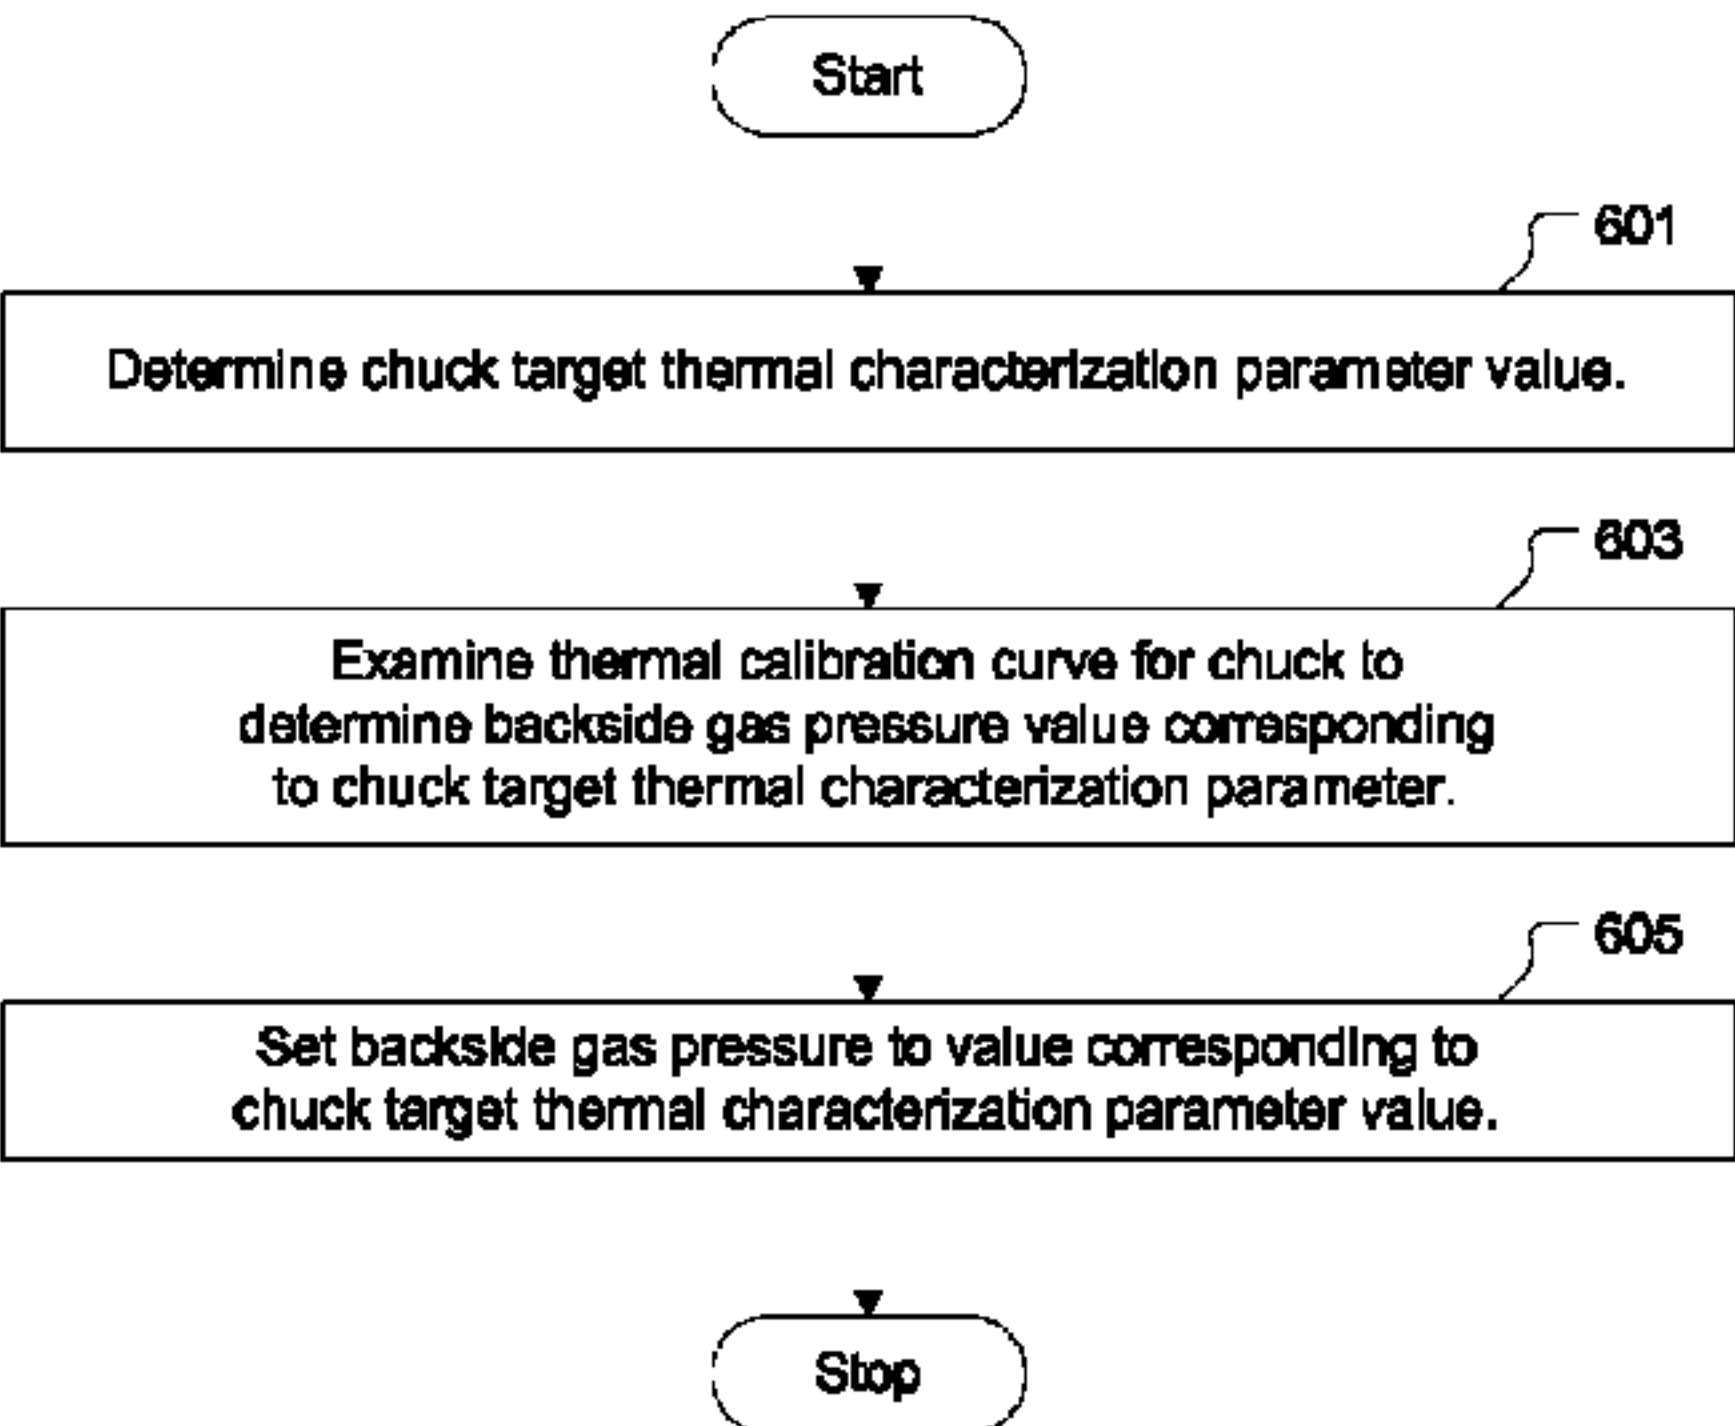 Start
601
Determine chuck target thermal characterization parameter value.
603
Examine thermal calibration curve for chuck to
determine backside gas pressure value corresponding
to chuck target thermal characterization parameter.
605
Set backside gas pressure to value corresponding to
chuck target thermal characterization parameter value.
Stop